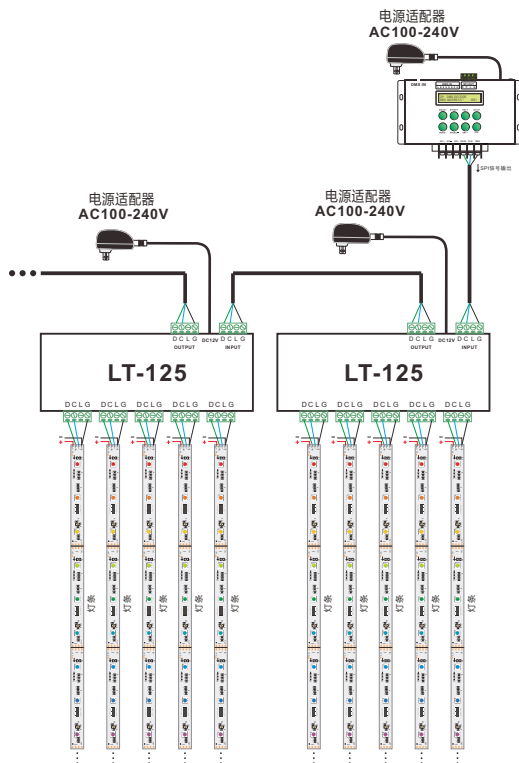 电源适配器
AC100-240V
DMX IN
SPI信号输出
电源适配器
AC100-240V
电源适配器
AC100-240V
D C L G
OUTPUT
DC12V
D C L G
INPUT
D C L G
OUTPUT
DC12V
D C L G
INPUT
LT-125
LT-125
D C L G
D C L G
D C L G
D C L G
D C L G
D C L G
D C L G
D C L G
D C L G
D C L G
灯条
灯条
灯条
灯条
灯条
灯条
灯条
灯条
灯条
灯条